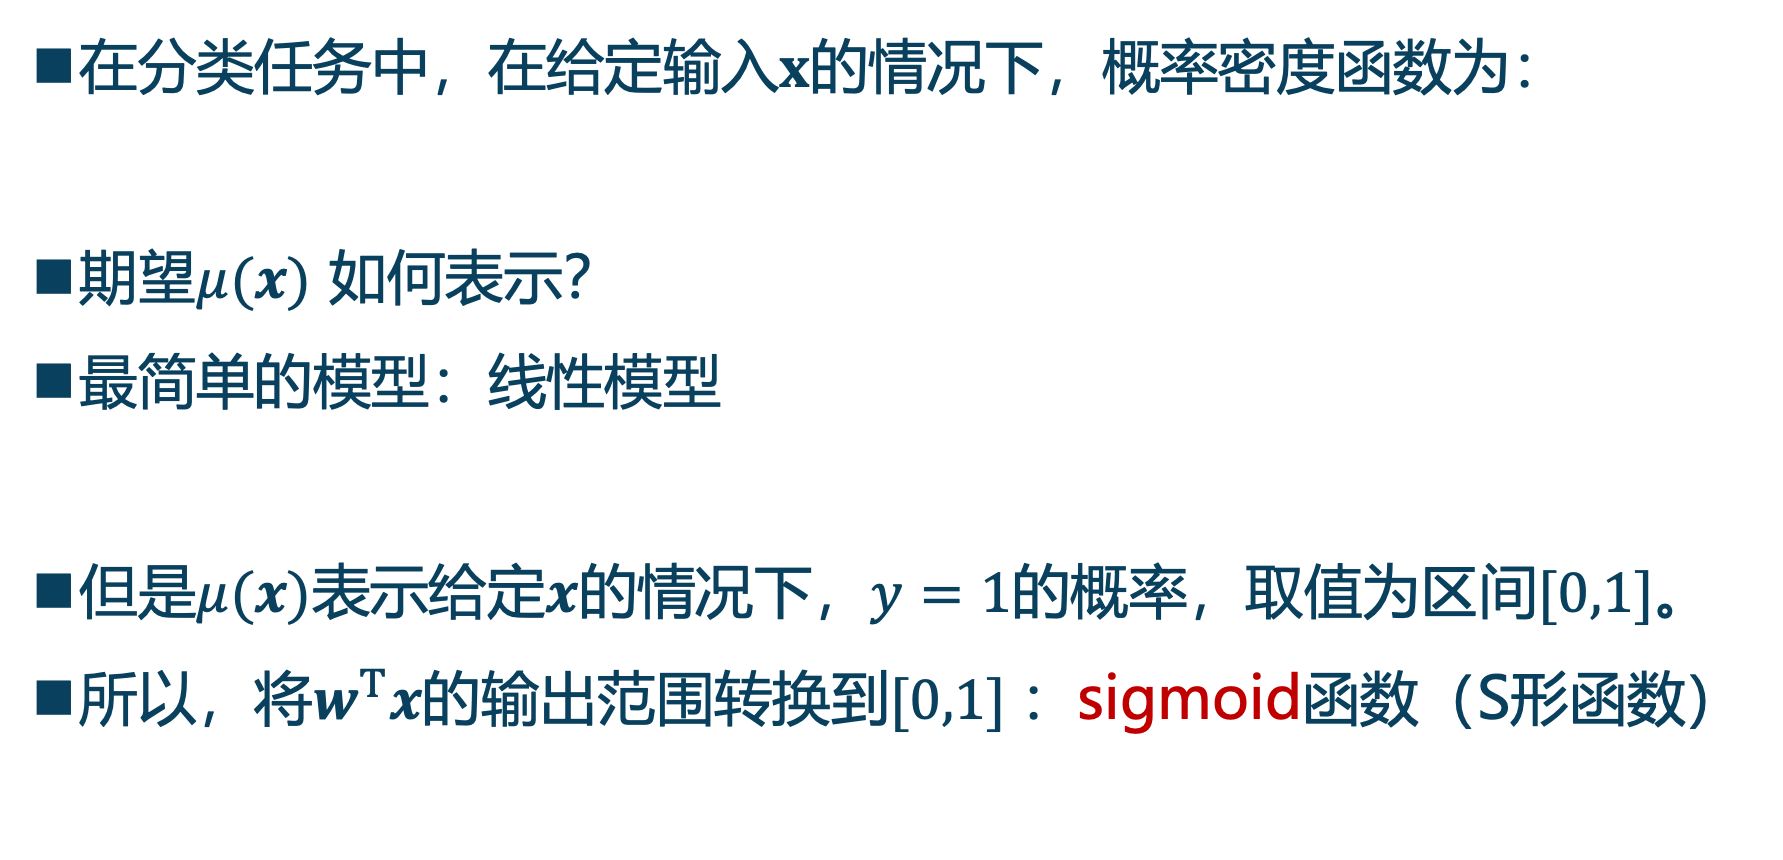 ■在分类任务中，在给定输入x的情况下，概率密度函数为：
■期望μ(x) 如何表示？
■最简单的模型：线性模型
■但是μ(x)表示给定x的情况下，y = 1的概率，取值为区间[0,1]。
■所以，将wᵀx的输出范围转换到[0,1]：sigmoid函数（S形函数）